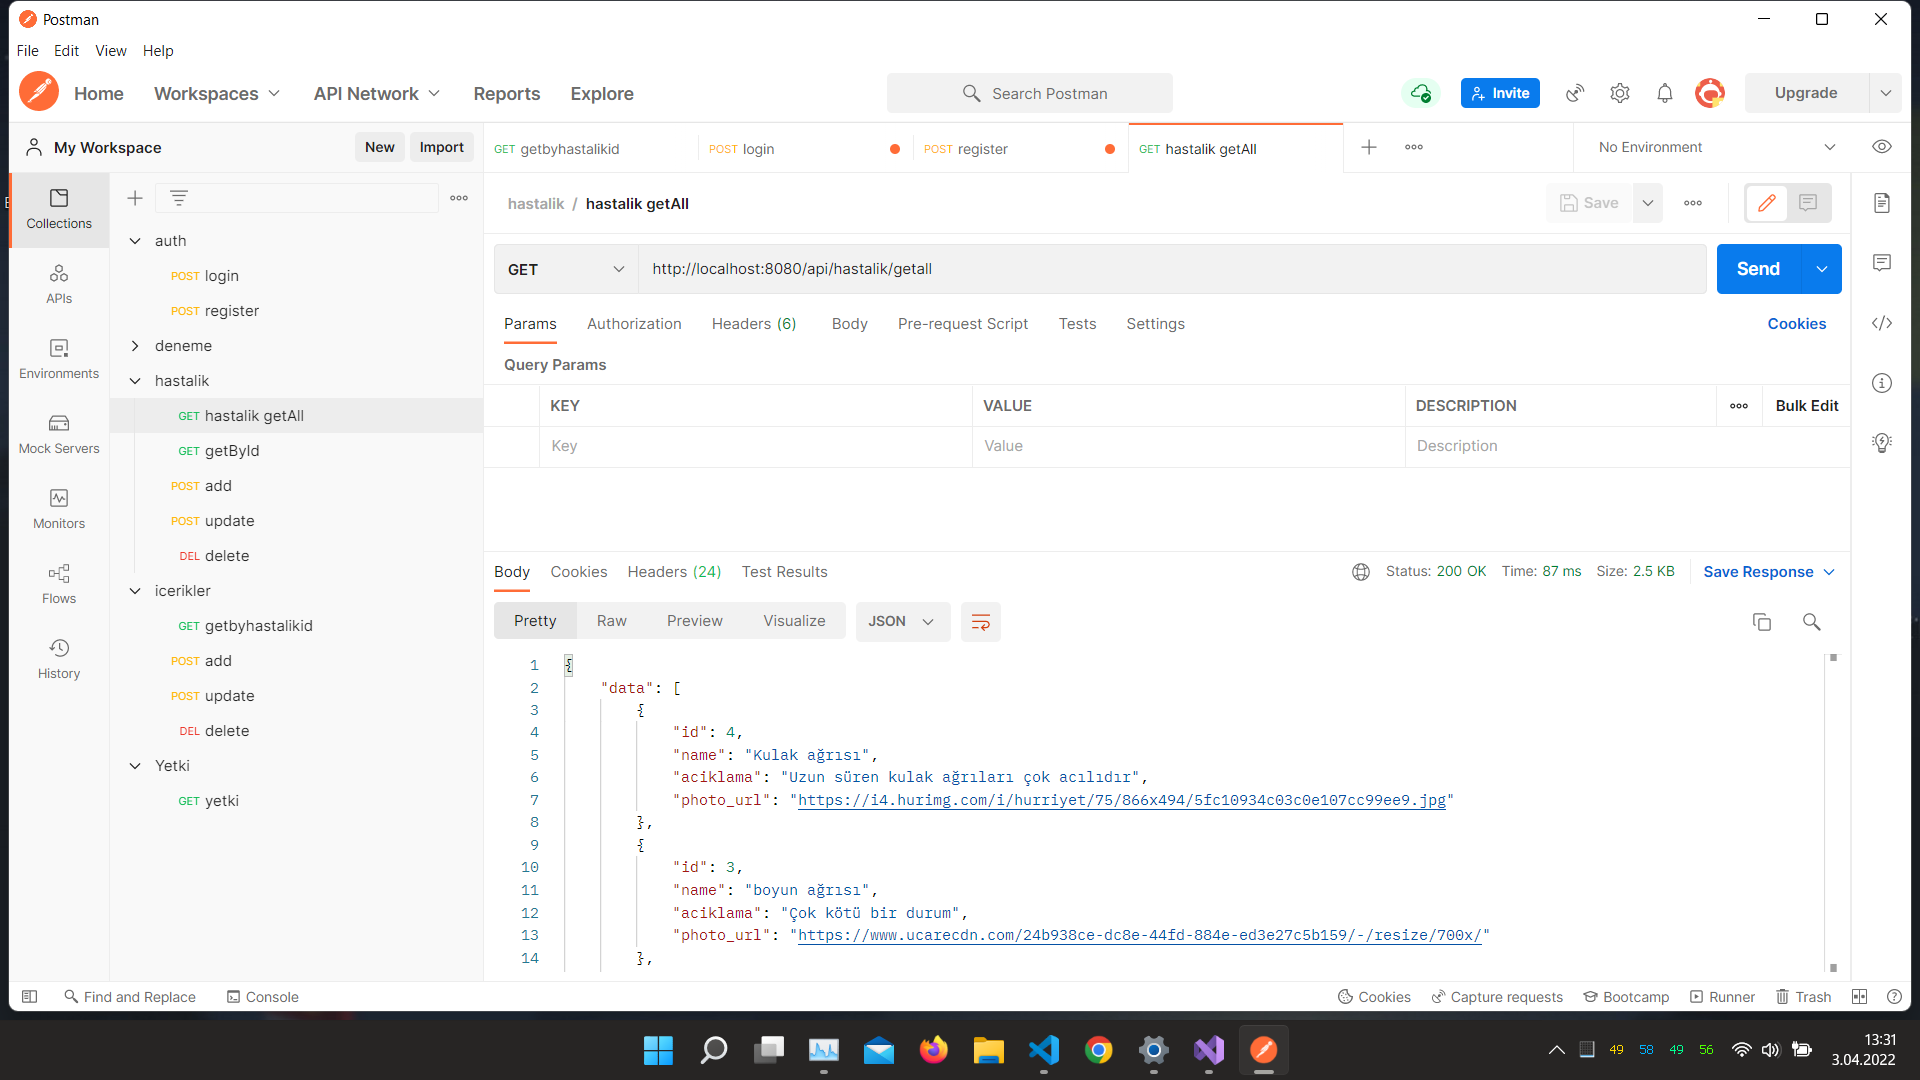 Postman
File Edit View Help
Home Workspaces API Network Reports Explore Search Postman Invite Upgrade
My Workspace New Import
GET getbyhastalikid POST login POST register GET hastalik getAll No Environment
Collections
APIs
Environments
Mock Servers
Monitors
Flows
History
auth
POST login
POST register
deneme
hastalik
GET hastalik getAll
GET getById
POST add
POST update
DEL delete
icerikler
GET getbyhastalikid
POST add
POST update
DEL delete
Yetki
GET yetki
hastalik / hastalik getAll Save
GET http://localhost:8080/api/hastalik/getall Send
Params Authorization Headers (6) Body Pre-request Script Tests Settings Cookies
Query Params
KEY VALUE DESCRIPTION Bulk Edit
Key Value Description
Body Cookies Headers (24) Test Results Status: 200 OK Time: 87 ms Size: 2.5 KB Save Response
Pretty Raw Preview Visualize JSON
1 {
2 "data": [
3 {
4 "id": 4,
5 "name": "Kulak ağrısı",
6 "aciklama": "Uzun süren kulak ağrıları çok acılıdır",
7 "photo_url": "https://i4.hurimg.com/i/hurriyet/75/866x494/5fc10934c03c0e107cc99ee9.jpg"
8 },
9 {
10 "id": 3,
11 "name": "boyun ağrısı",
12 "aciklama": "Çok kötü bir durum",
13 "photo_url": "https://www.ucarecdn.com/24b938ce-dc8e-44fd-884e-ed3e27c5b159/-/resize/700x/"
14 },
Find and Replace Console Cookies Capture requests Bootcamp Runner Trash
49 58 49 56 13:31
3.04.2022